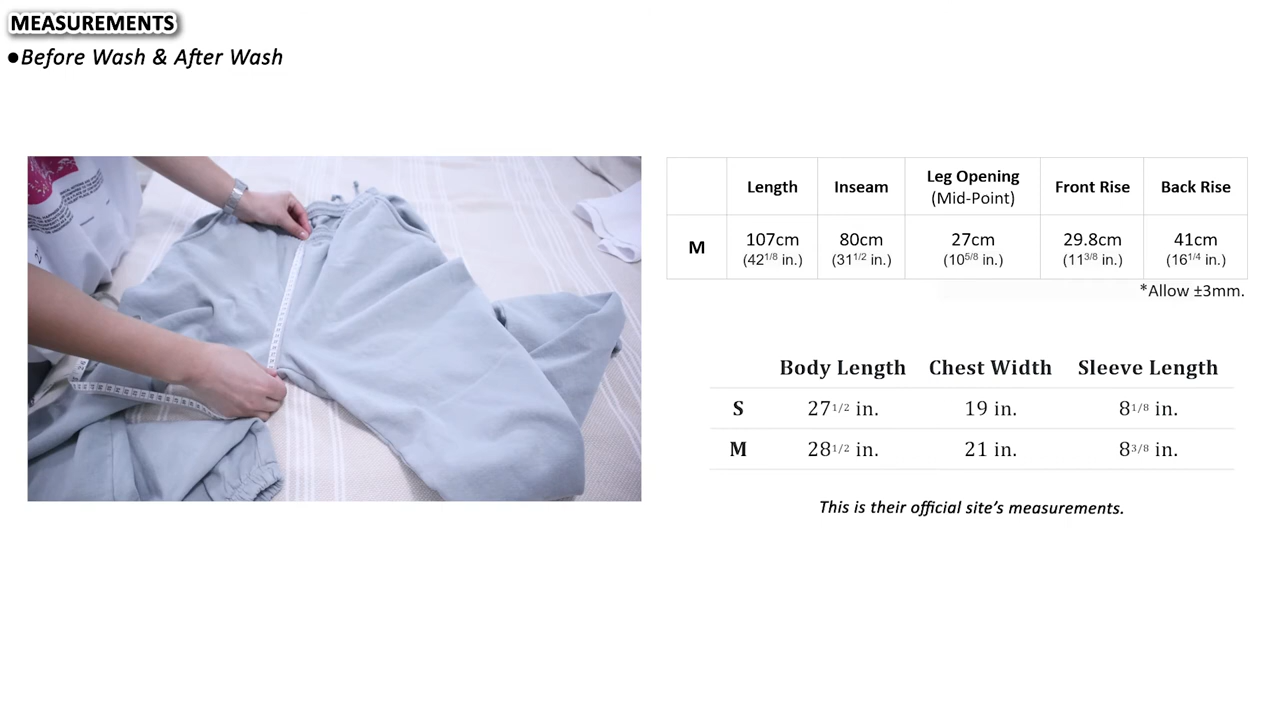 MEASUREMENTS
●Before Wash & After Wash
Length Inseam Leg Opening (Mid-Point) Front Rise Back Rise
M 107cm (42 1/8 in.) 80cm (31 1/2 in.) 27cm (10 5/8 in.) 29.8cm (11 3/8 in.) 41cm (16 1/4 in.)
*Allow ±3mm.
Body Length Chest Width Sleeve Length
S 27 1/2 in. 19 in. 8 1/8 in.
M 28 1/2 in. 21 in. 8 3/8 in.
This is their official site's measurements.